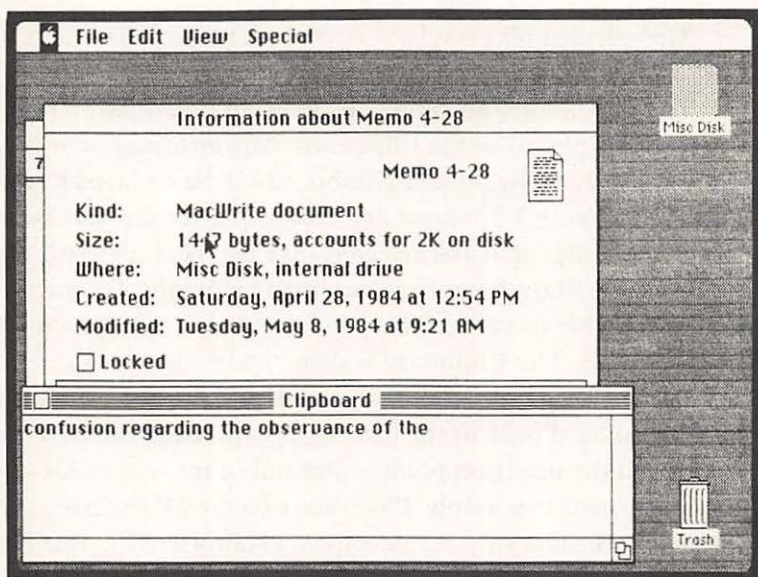 File Edit View Special
Misc Disk
Information about Memo 4-28
7
Memo 4-28
Kind: MacWrite document
Size: bytes, accounts for 2K on disk
Where: Misc Disk, internal drive
Created: Saturday, April 28, 1984 at 12:54 PM
Modified: Tuesday, May 8, 1984 at 9:21 AM
Locked
Clipboard
confusion regarding the observance of the
Trash